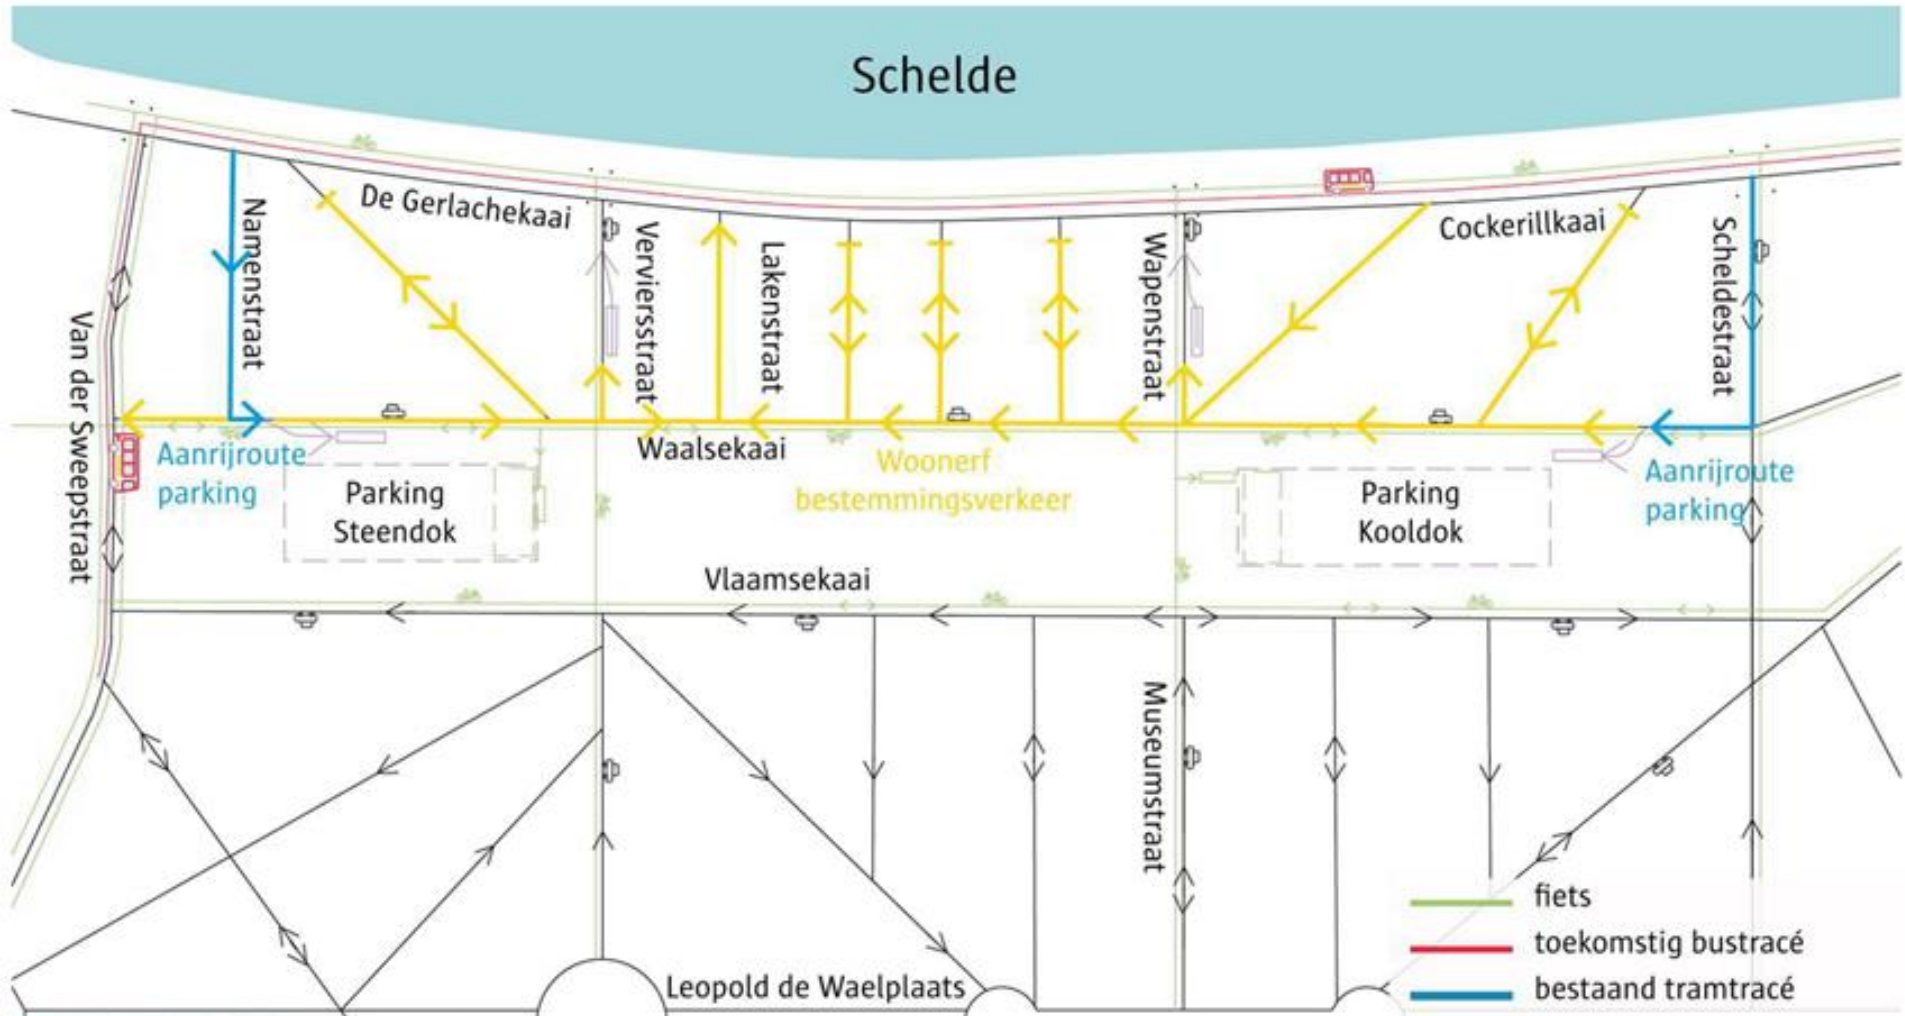 Schelde
De Gerlachekaai
Cockerillkaai
Namenstraat
Verviersstraat
Lakenstraat
Wapenstraat
Scheldestraat
Van der Sweepstraat
Waalsekaai
Aanrijroute
parking
Parking
Steendok
Woonerf
bestemmingsverkeer
Parking
Kooldok
Aanrijroute
parking
Vlaamsekaai
Museumstraat
Leopold de Waelplaats
fiets
toekomstig bustracé
bestaand tramtracé